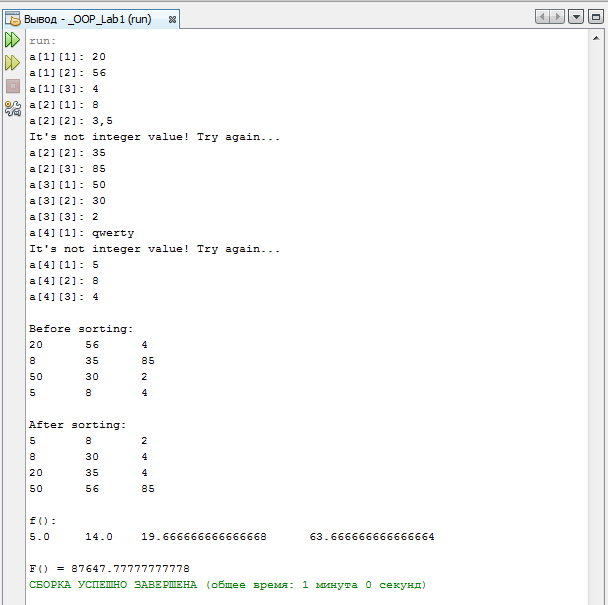 Вывод - _OOP_Lab1 (run)
run:
a[1][1]: 20
a[1][2]: 56
a[1][3]: 4
a[2][1]: 8
a[2][2]: 3,5
It's not integer value! Try again...
a[2][2]: 35
a[2][3]: 85
a[3][1]: 50
a[3][2]: 30
a[3][3]: 2
a[4][1]: qwerty
It's not integer value! Try again...
a[4][1]: 5
a[4][2]: 8
a[4][3]: 4
Before sorting:
20 56 4
8 35 85
50 30 2
5 8 4
After sorting:
5 8 2
8 30 4
20 35 4
50 56 85
f():
5.0 14.0 19.666666666666668 63.666666666666664
F() = 87647.77777777778
СБОРКА УСПЕШНО ЗАВЕРШЕНА (общее время: 1 минута 0 секунд)